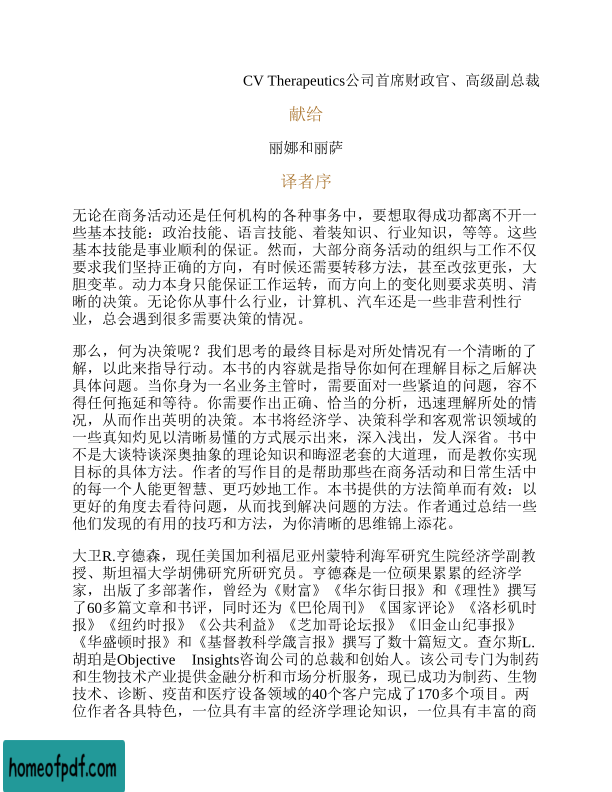 CV Therapeutics公司首席财政官、高级副总裁
献给
丽娜和丽萨
译者序
无论在商务活动还是任何机构的各种事务中，要想取得成功都离不开一
些基本技能：政治技能、语言技能、着装知识、行业知识，等等。这些
基本技能是事业顺利的保证。然而，大部分商务活动的组织与工作不仅
要求我们坚持正确的方向，有时候还需要转移方法，甚至改弦更张，大
胆变革。动力本身只能保证工作运转，而方向上的变化则要求英明、清
晰的决策。无论你从事什么行业，计算机、汽车还是一些非营利性行
业，总会遇到很多需要决策的情况。
那么，何为决策呢？我们思考的最终目标是对所处情况有一个清晰的了
解，以此来指导行动。本书的内容就是指导你如何在理解目标之后解决
具体问题。当你身为一名业务主管时，需要面对一些紧迫的问题，容不
得任何拖延和等待。你需要作出正确、恰当的分析，迅速理解所处的情
况，从而作出英明的决策。本书将经济学、决策科学和客观常识领域的
一些真知灼见以清晰易懂的方式展示出来，深入浅出，发人深省。书中
不是大谈特谈深奥抽象的理论知识和晦涩老套的大道理，而是教你实现
目标的具体方法。作者的写作目的是帮助那些在商务活动和日常生活中
的每一个人能更智慧、更巧妙地工作。本书提供的方法简单而有效：以
更好的角度去看待问题，从而找到解决问题的方法。作者通过总结一些
他们发现的有用的技巧和方法，为你清晰的思维锦上添花。
大卫R.亨德森，现任美国加利福尼亚州蒙特利海军研究生院经济学副教
授、斯坦福大学胡佛研究所研究员。亨德森是一位硕果累累的经济学
家，出版了多部著作，曾经为《财富》《华尔街日报》和《理性》撰写
了60多篇文章和书评，同时还为《巴伦周刊》《国家评论》《洛杉矶时
报》《纽约时报》《公共利益》《芝加哥论坛报》《旧金山纪事报》
《华盛顿时报》和《基督教科学箴言报》撰写了数十篇短文。查尔斯L.
胡珀是Objective Insights咨询公司的总裁和创始人。该公司专门为制药
和生物技术产业提供金融分析和市场分析服务，现已成功为制药、生物
技术、诊断、疫苗和医疗设备领域的40个客户完成了170多个项目。两
位作者各具特色，一位具有丰富的经济学理论知识，一位具有丰富的商
homeofpdf.com